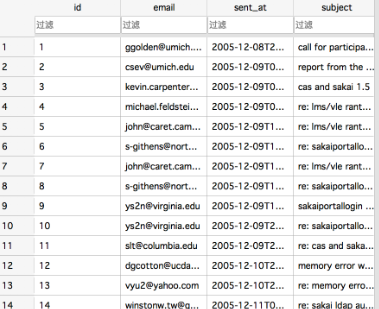 id email sent_at subject
过滤 过滤 过滤 过滤
1 1 ggolden@umich.... 2005-12-08T2... call for participa...
2 2 csev@umich.edu 2005-12-09T0... report from the ...
3 3 kevin.carpenter... 2005-12-09T0... cas and sakai 1.5
4 4 michael.feldstei... 2005-12-09T0... re: lms/vle rant...
5 5 john@caret.cam... 2005-12-09T1... re: lms/vle rant...
6 6 s-githens@nort... 2005-12-09T1... re: sakaiportallo...
7 7 john@caret.cam... 2005-12-09T1... re: lms/vle rant...
8 8 s-githens@nort... 2005-12-09T1... re: sakaiportallo...
9 9 ys2n@virginia.edu 2005-12-09T1... sakaiportallogin ...
10 10 ys2n@virginia.edu 2005-12-09T2... re: sakaiportallo...
11 11 slt@columbia.edu 2005-12-09T2... re: cas and saka...
12 12 dgcotton@ucda... 2005-12-10T2... memory error w...
13 13 vyu2@yahoo.com 2005-12-10T2... re: memory erro...
14 14 winstonw.tw@g... 2005-12-11T0... re: sakai ldap au...